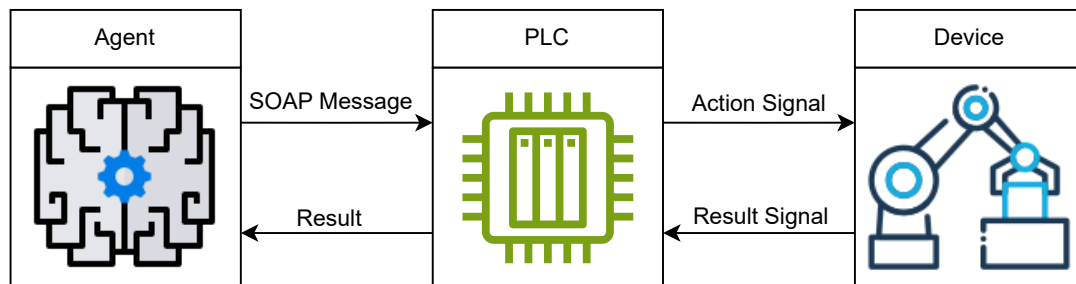 Agent
PLC
Device
SOAP Message
Action Signal
Result
Result Signal